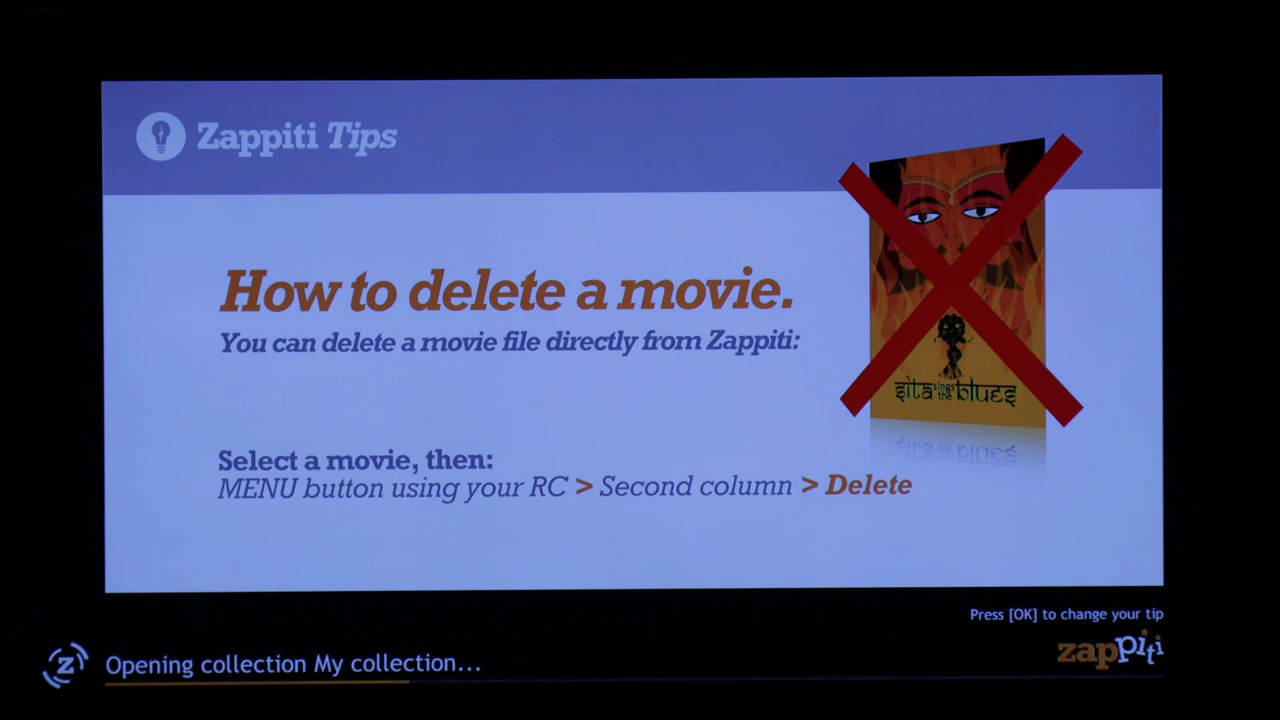 Zappiti Tips
How to delete a movie.
You can delete a movie file directly from Zappiti:
sita sings the blues
Select a movie, then:
MENU button using your RC > Second column > Delete
Press [OK] to change your tip
zappiti
Opening collection My collection...